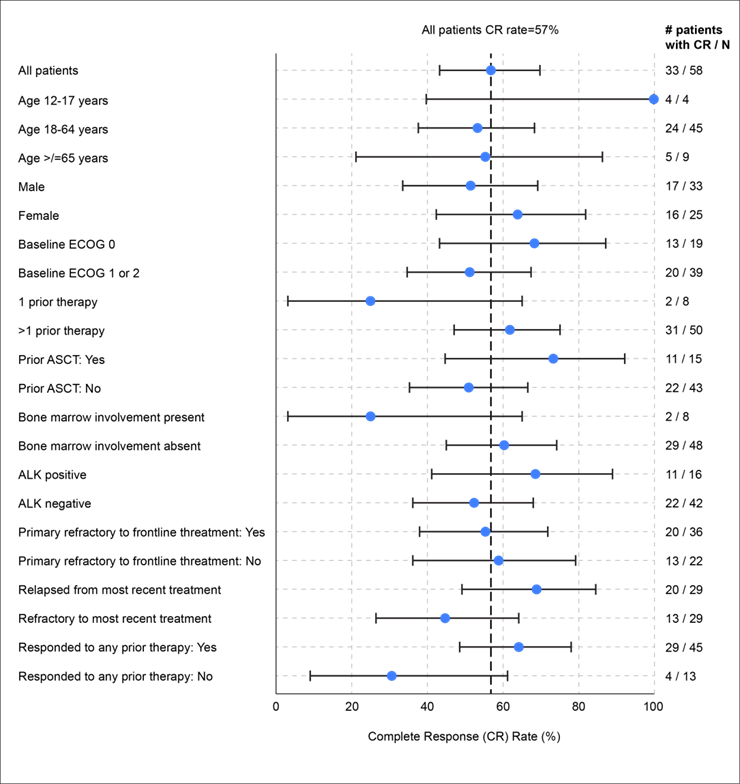 All patients CR rate=57%
# patients
with CR / N
All patients 33 / 58
Age 12-17 years 4 / 4
Age 18-64 years 24 / 45
Age >/=65 years 5 / 9
Male 17 / 33
Female 16 / 25
Baseline ECOG 0 13 / 19
Baseline ECOG 1 or 2 20 / 39
1 prior therapy 2 / 8
>1 prior therapy 31 / 50
Prior ASCT: Yes 11 / 15
Prior ASCT: No 22 / 43
Bone marrow involvement present 2 / 8
Bone marrow involvement absent 29 / 48
ALK positive 11 / 16
ALK negative 22 / 42
Primary refractory to frontline threatment: Yes 20 / 36
Primary refractory to frontline threatment: No 13 / 22
Relapsed from most recent treatment 20 / 29
Refractory to most recent treatment 13 / 29
Responded to any prior therapy: Yes 29 / 45
Responded to any prior therapy: No 4 / 13
0 20 40 60 80 100
Complete Response (CR) Rate (%)